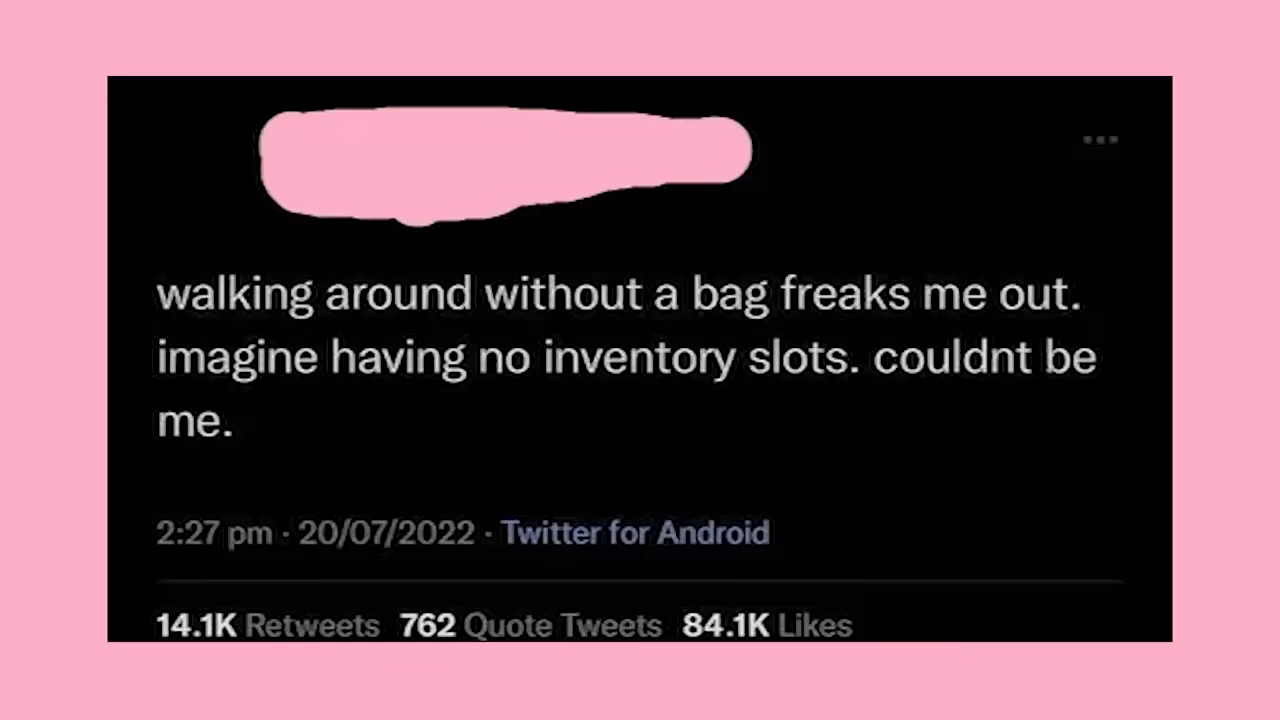 walking around without a bag freaks me out.
imagine having no inventory slots. couldnt be
me.
2:27 pm · 20/07/2022 · Twitter for Android
14.1K Retweets 762 Quote Tweets 84.1K Likes